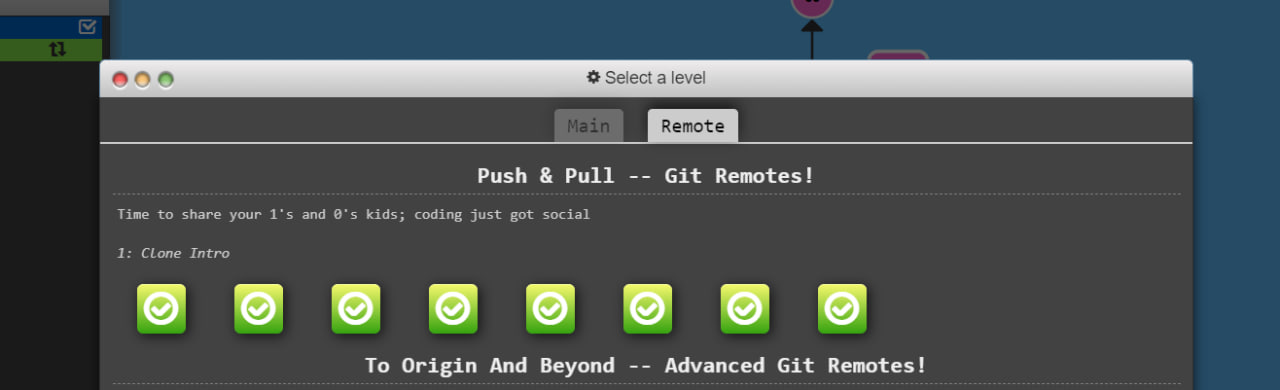 Select a level
Main
Remote
Push & Pull -- Git Remotes!
Time to share your 1's and 0's kids; coding just got social
1: Clone Intro
To Origin And Beyond -- Advanced Git Remotes!